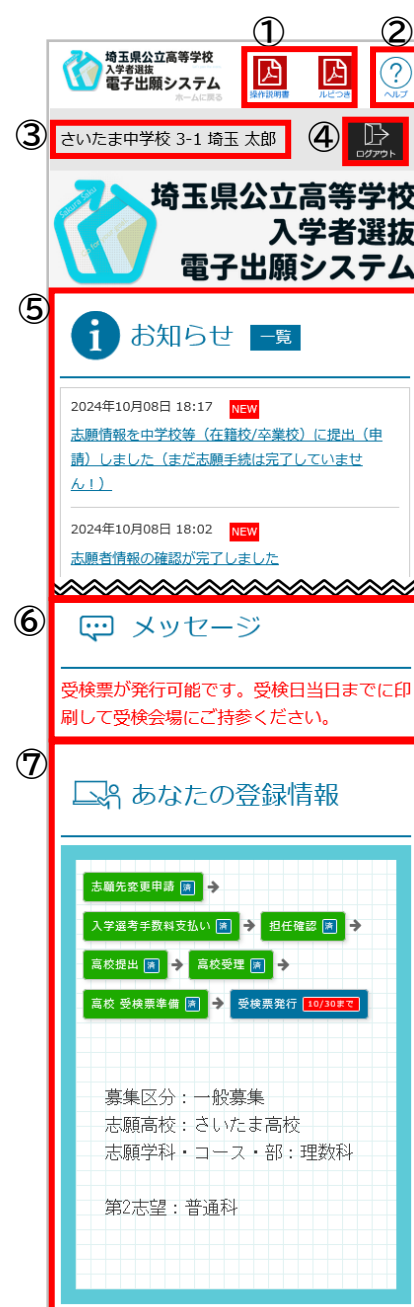 ① ②
埼玉県公立高等学校
入学者選抜
電子出願システム
ホームに戻る
操作説明書
ルビつき
ヘルプ
③ さいたま中学校 3-1 埼玉 太郎
④ ログアウト
埼玉県公立高等学校
入学者選抜
電子出願システム
⑤
お知らせ 一覧
2024年10月08日 18:17 NEW
志願情報を中学校等（在籍校/卒業校）に提出（申
請）しました（まだ志願手続は完了していませ
ん！）
2024年10月08日 18:02 NEW
志願者情報の確認が完了しました
⑥ メッセージ
受検票が発行可能です。受検日当日までに印
刷して受検会場にご持参ください。
⑦
あなたの登録情報
志願先変更申請 済 →
入学選考手数料支払い 済 → 担任確認 済 →
高校提出 済 → 高校受理 済 →
高校 受検票準備 済 → 受検票発行 10/30まで
募集区分：一般募集
志願高校：さいたま高校
志願学科・コース・部：理数科
第2志望：普通科